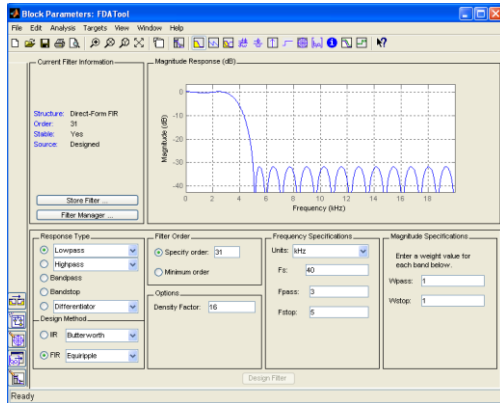 Block Parameters: FDATool
File Edit Analysis Targets View Window Help
Current Filter Information
Structure: Direct-Form FIR
Order: 31
Stable: Yes
Source: Designed
Store Filter ...
Filter Manager ...
Magnitude Response (dB)
Magnitude (dB)
0
-10
-20
-30
-40
0 2 4 6 8 10 12 14 16 18
Frequency (kHz)
Response Type
Lowpass
Highpass
Bandpass
Bandstop
Differentiator
Design Method
IIR Butterworth
FIR Equiripple
Filter Order
Specify order: 31
Minimum order
Options
Density Factor: 16
Frequency Specifications
Units: kHz
Fs: 40
Fpass: 3
Fstop: 5
Magnitude Specifications
Enter a weight value for
each band below.
Wpass: 1
Wstop: 1
Design Filter
Ready